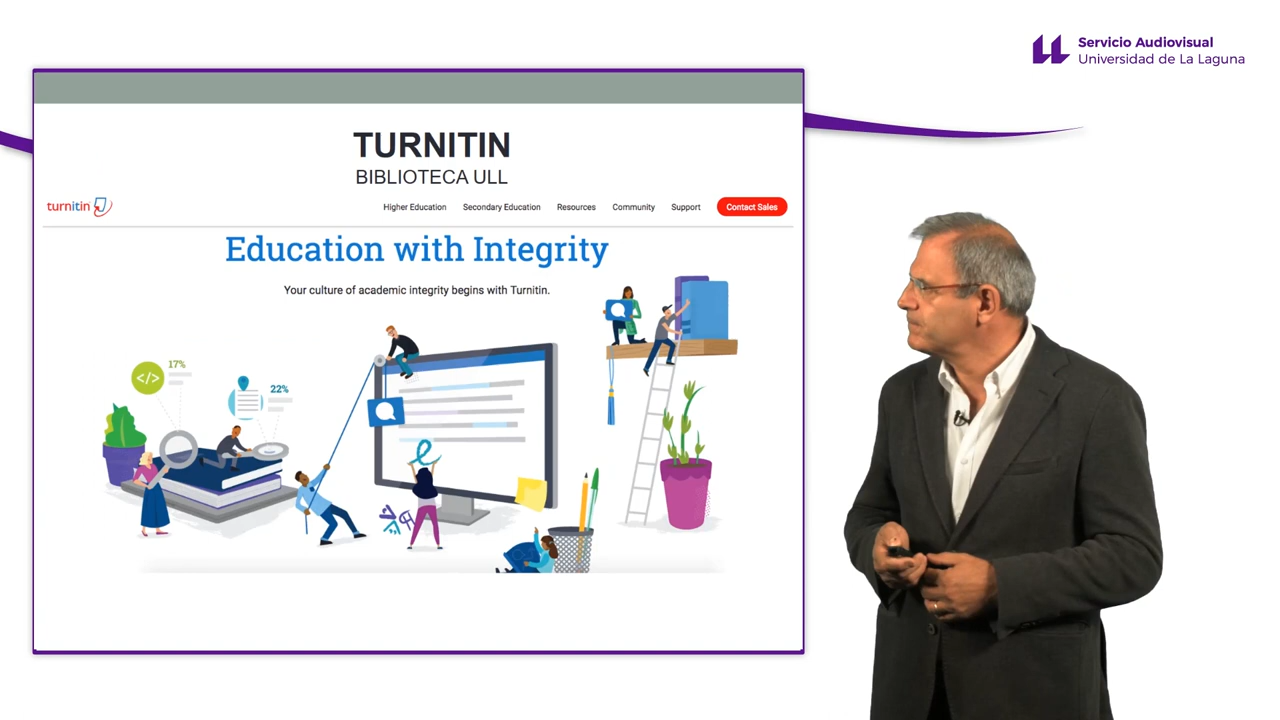 Servicio Audiovisual
Universidad de La Laguna
TURNITIN
BIBLIOTECA ULL
turnitin
Higher Education
Secondary Education
Resources
Community
Support
Contact Sales
Education with Integrity
Your culture of academic integrity begins with Turnitin.
</> 17%
22%